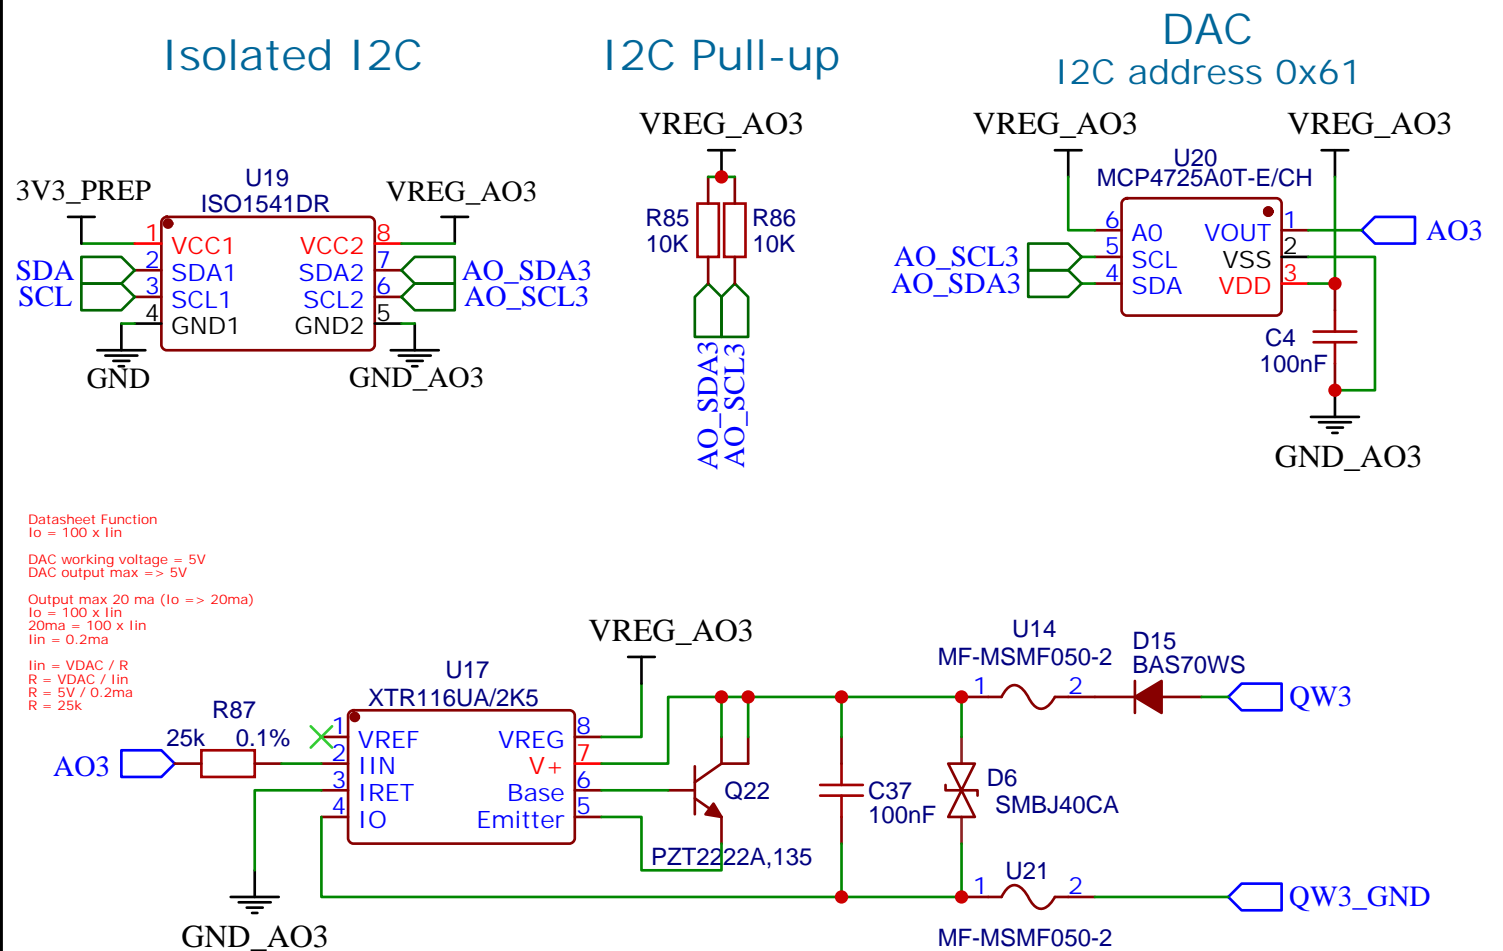 Isolated I2C
I2C Pull-up
DAC
I2C address 0x61
3V3_PREP
U19
ISO1541DR
VREG_AO3
1
VCC1
VCC2
8
SDA
2
SDA1
SDA2
7
AO_SDA3
SCL
3
SCL1
SCL2
6
AO_SCL3
4
GND1
GND2
5
GND
GND_AO3
VREG_AO3
R85
10K
R86
10K
AO_SDA3
AO_SCL3
VREG_AO3
VREG_AO3
U20
MCP4725A0T-E/CH
6
A0
VOUT
1
AO3
AO_SCL3
5
SCL
VSS
2
AO_SDA3
4
SDA
VDD
3
C4
100nF
GND_AO3
Datasheet Function
Io = 100 x Iin
DAC working voltage = 5V
DAC output max => 5V
Output max 20 ma (Io => 20ma)
Io = 100 x Iin
20ma = 100 x Iin
Iin = 0.2ma
Iin = VDAC / R
R = VDAC / Iin
R = 5V / 0.2ma
R = 25k
R87
25k
0.1%
AO3
U17
XTR116UA/2K5
1
VREF
VREG
8
2
IIN
V+
7
3
IRET
Base
6
4
IO
Emitter
5
GND_AO3
VREG_AO3
Q22
PZT2222A,135
C37
100nF
D6
SMBJ40CA
U14
MF-MSMF050-2
1
2
D15
BAS70WS
QW3
U21
1
2
MF-MSMF050-2
QW3_GND